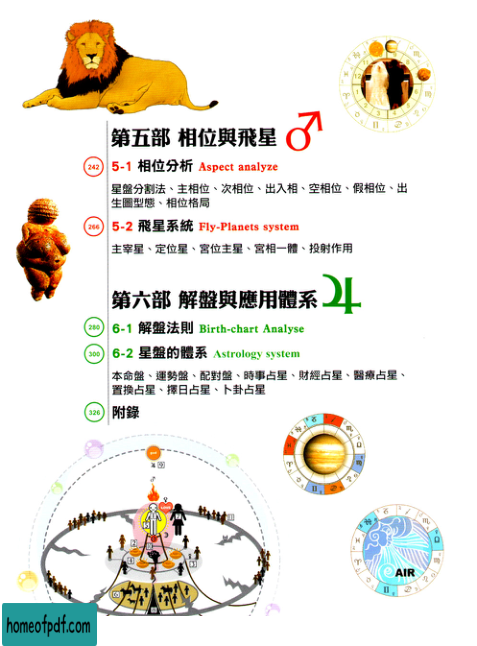 第五部 相位與飛星
242 5-1 相位分析 Aspect analyze
星盤分割法、主相位、次相位、出入相、空相位、假相位、出
生圖型態、相位格局
266 5-2 飛星系統 Fly-Planets system
主宰星、定位星、宮位主星、宮相一體、投射作用
第六部 解盤與應用體系
280 6-1 解盤法則 Birth-chart Analyse
300 6-2 星盤的體系 Astrology system
本命盤、運勢盤、配對盤、時事占星、財經占星、醫療占星、
置換占星、擇日占星、卜卦占星
326 附錄
AIR
homeofpdf.com